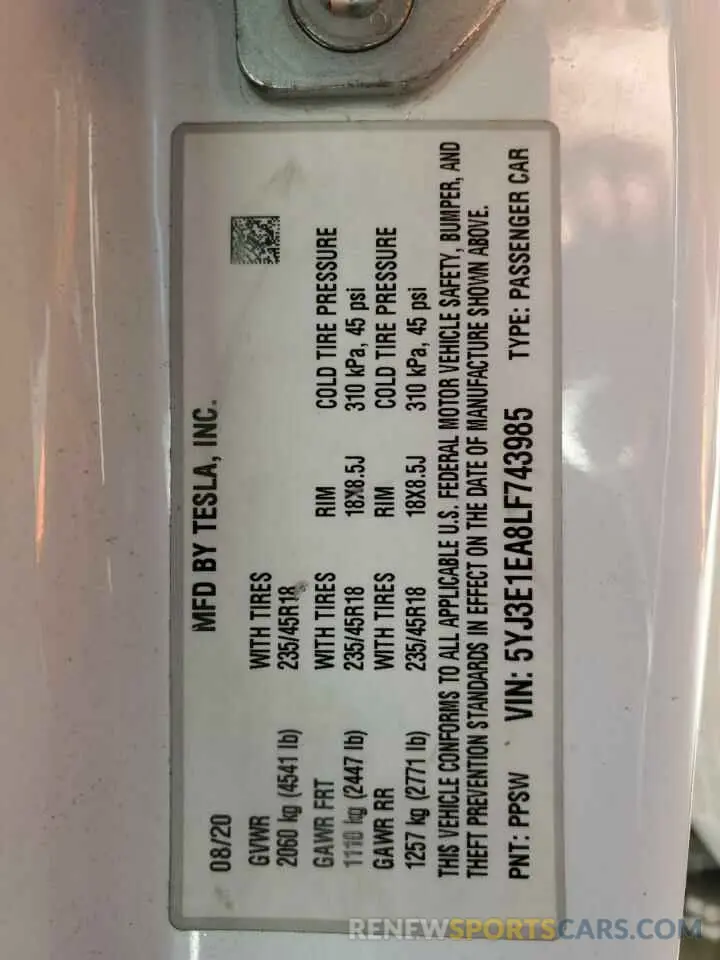 MFD BY TESLA, INC.
08/20
GVWR WITH TIRES
2060 kg (4541 lb) 235/45R18
GAWR FRT WITH TIRES RIM COLD TIRE PRESSURE
1110 kg (2447 lb) 235/45R18 18X8.5J 310 kPa, 45 psi
GAWR RR WITH TIRES RIM COLD TIRE PRESSURE
1257 kg (2771 lb) 235/45R18 18X8.5J 310 kPa, 45 psi
THIS VEHICLE CONFORMS TO ALL APPLICABLE U.S. FEDERAL MOTOR VEHICLE SAFETY, BUMPER, AND
THEFT PREVENTION STANDARDS IN EFFECT ON THE DATE OF MANUFACTURE SHOWN ABOVE.
PNT: PPSW VIN: 5YJ3E1EA8LF743985 TYPE: PASSENGER CAR
RENEWSPORTSCARS.COM